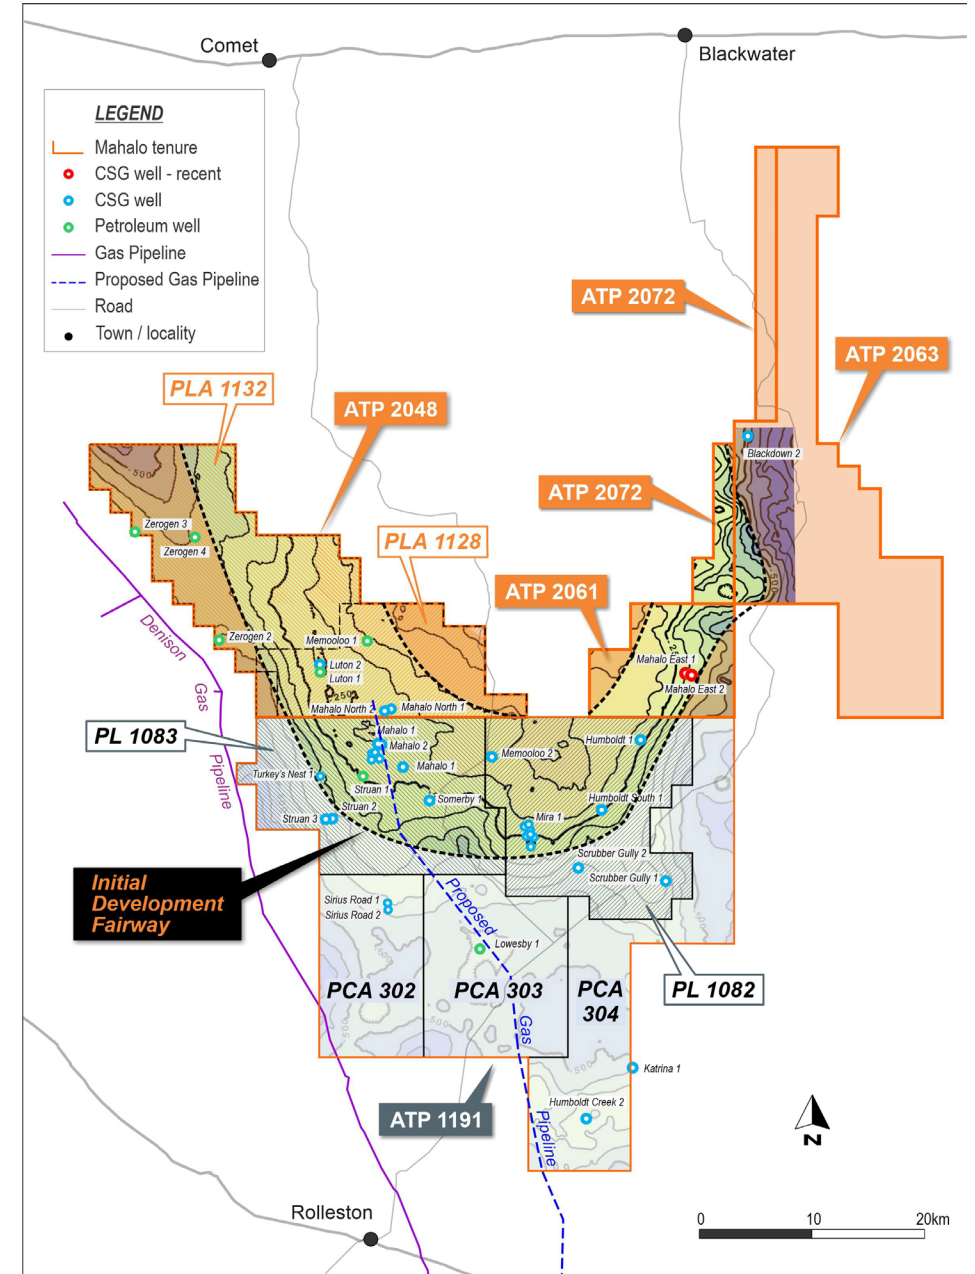 Comet
Blackwater
LEGEND
Mahalo tenure
CSG well - recent
CSG well
Petroleum well
Gas Pipeline
Proposed Gas Pipeline
Road
Town / locality
ATP 2072
ATP 2063
PLA 1132
ATP 2048
Blackdown 2
-500
ATP 2072
-500
Zerogen 3
Zerogen 4
PLA 1128
ATP 2061
Denison
Gas
Pipeline
Zerogen 2
Memooloo 1
Luton 2
Luton 1
Mahalo East 1
Mahalo East 2
Mahalo North 2
Mahalo North 1
PL 1083
Mahalo 1
Mahalo 2
Humboldt 1
Memooloo 2
Mahalo 1
Turkey's Nest 1
Struan 1
Somerby 1
Humboldt South 1
Struan 2
Struan 3
Mira 1
Scrubber Gully 2
Scrubber Gully 1
Initial
Development
Fairway
Proposed
Gas
Pipeline
Sirius Road 1
Sirius Road 2
Lowesby 1
PCA 302
PCA 303
PCA
304
PL 1082
-500
-500
Katrina 1
Humboldt Creek 2
ATP 1191
N
Rolleston
0
10
20km